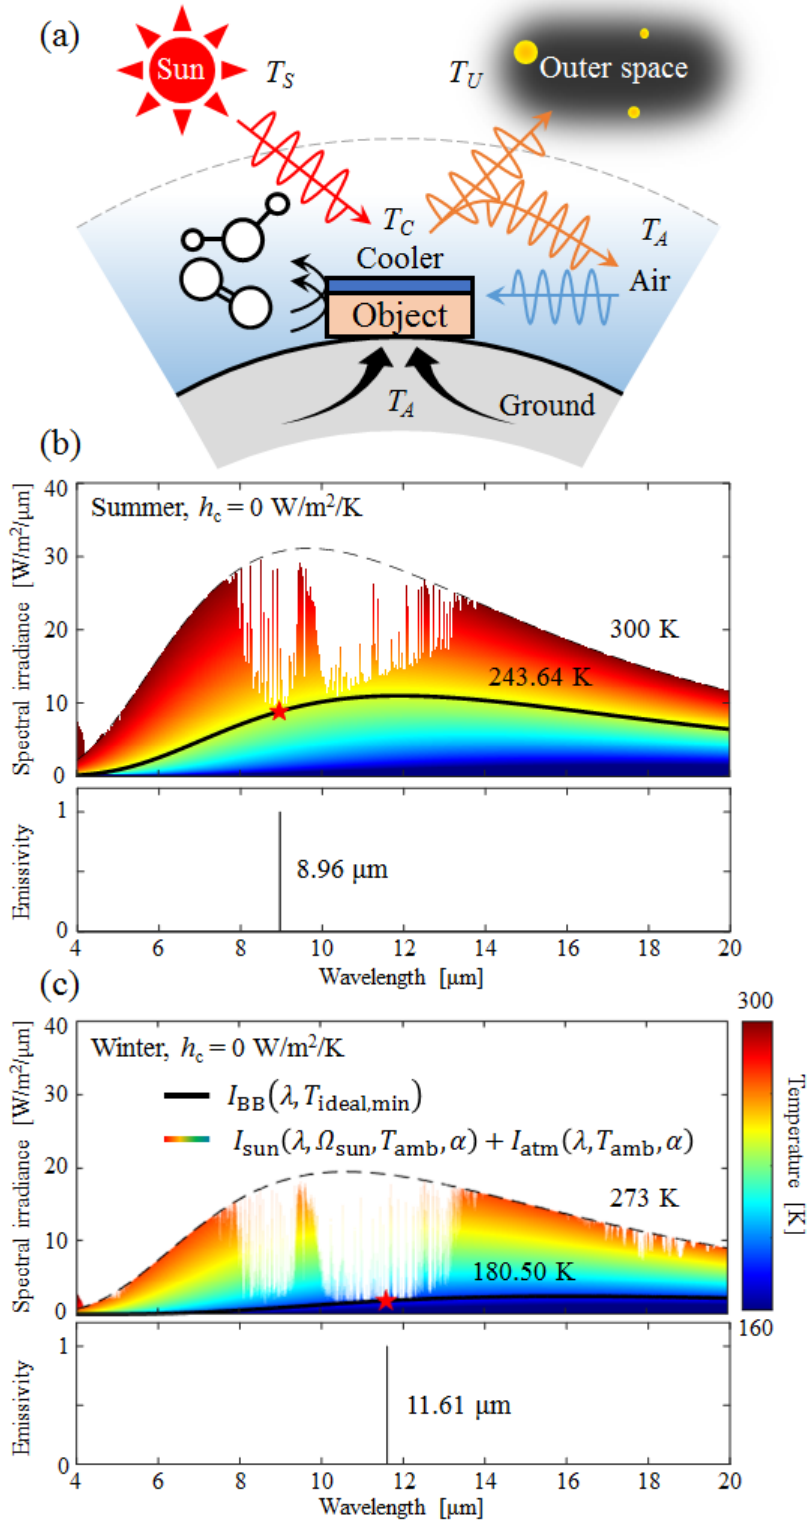 (a)
Sun
T_S
T_U
Outer space
T_C
T_A
Cooler
Air
Object
T_A
Ground
(b)
Spectral irradiance [W/m²/μm]
40
30
20
10
0
Summer, h_c = 0 W/m²/K
300 K
243.64 K
Emissivity
1
0
8.96 μm
4 6 8 10 12 14 16 18 20
Wavelength [μm]
(c)
Spectral irradiance [W/m²/μm]
40
30
20
10
0
Winter, h_c = 0 W/m²/K
I_BB(λ, T_ideal,min)
I_sun(λ, Ω_sun, T_amb, α) + I_atm(λ, T_amb, α)
273 K
180.50 K
300
Temperature [K]
160
Emissivity
1
0
11.61 μm
4 6 8 10 12 14 16 18 20
Wavelength [μm]